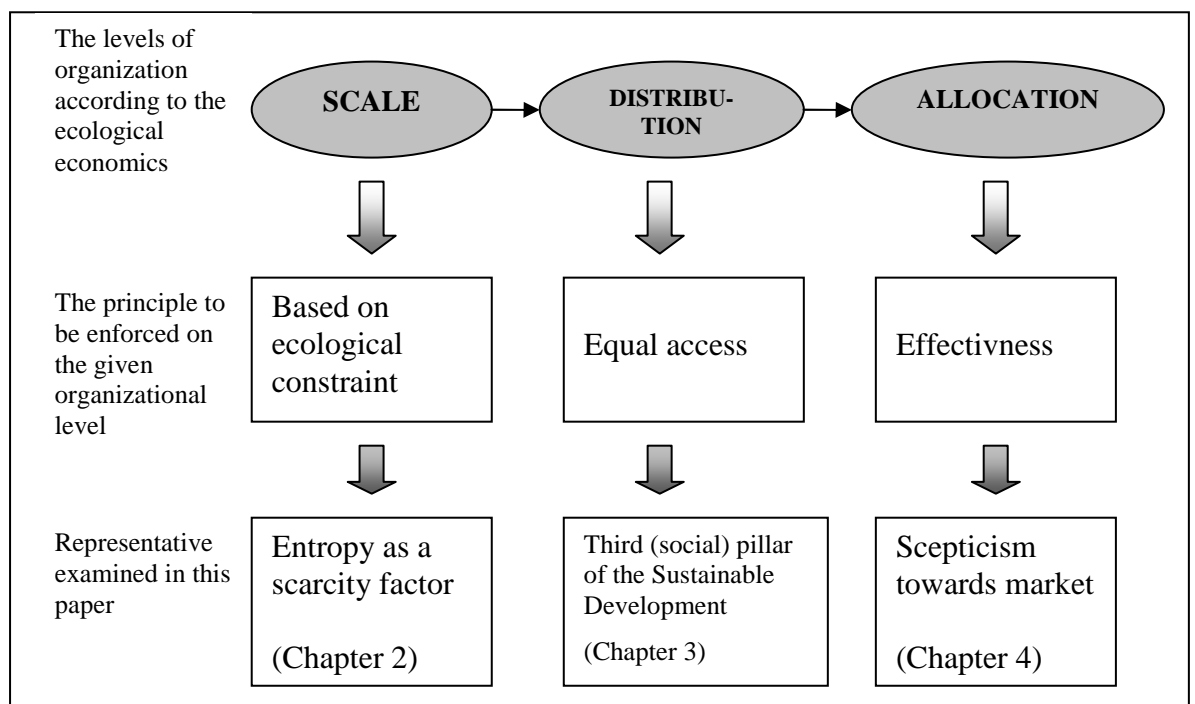 The levels of
organization
according to the
ecological
economics
SCALE
DISTRIBU-
TION
ALLOCATION
The principle to
be enforced on
the given
organizational
level
Based on
ecological
constraint
Equal access
Effectivness
Representative
examined in this
paper
Entropy as a
scarcity factor
(Chapter 2)
Third (social) pillar
of the Sustainable
Development
(Chapter 3)
Scepticism
towards market
(Chapter 4)